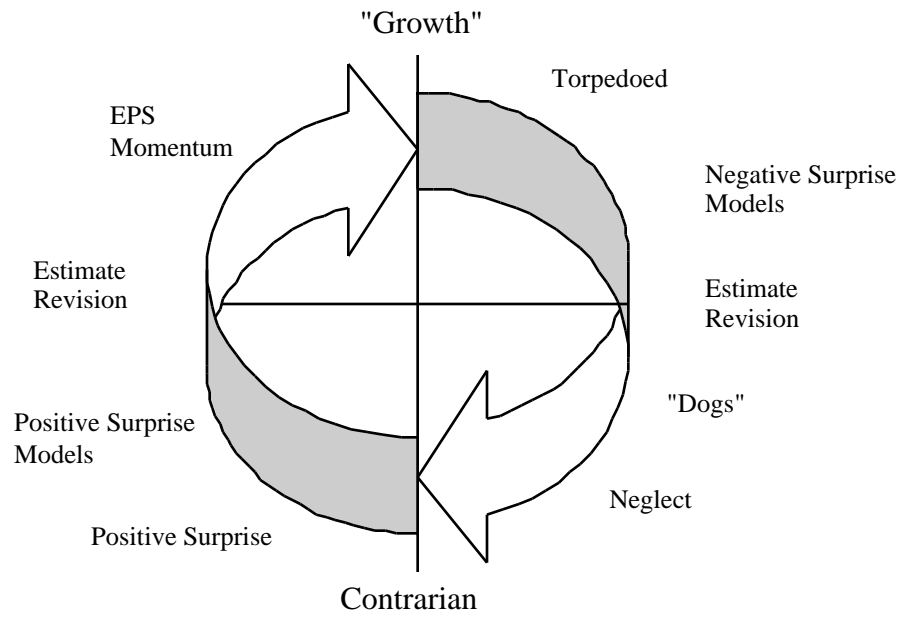 "Growth"
Torpedoed
EPS
Momentum
Negative Surprise
Models
Estimate
Revision
Estimate
Revision
"Dogs"
Positive Surprise
Models
Neglect
Positive Surprise
Contrarian